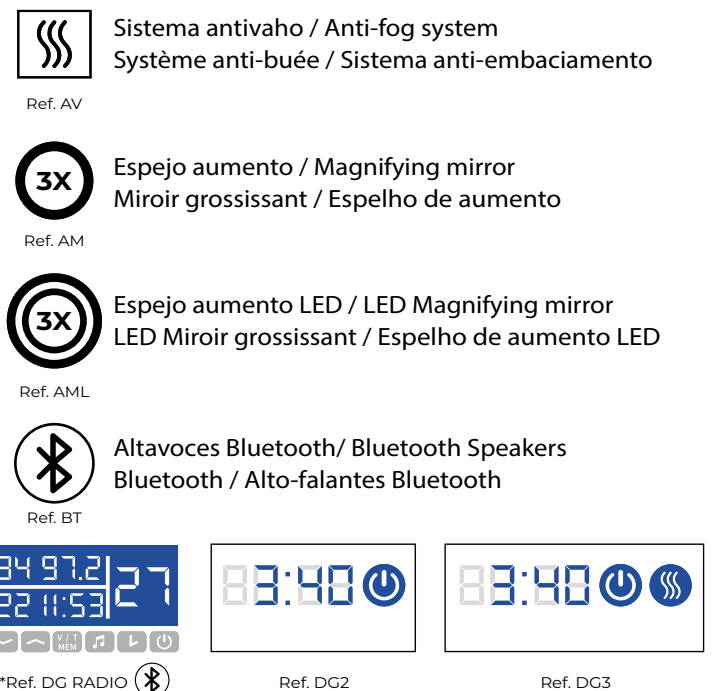 Sistema antivaho / Anti-fog system
Système anti-buée / Sistema anti-embaciamento
Ref. AV
3X
Espejo aumento / Magnifying mirror
Miroir grossissant / Espelho de aumento
Ref. AM
3X
Espejo aumento LED / LED Magnifying mirror
LED Miroir grossissant / Espelho de aumento LED
Ref. AML
Altavoces Bluetooth/ Bluetooth Speakers
Bluetooth / Alto-falantes Bluetooth
Ref. BT
97.2
27
22 11:53
V / T
MEM
3:40
3:40
*Ref. DG RADIO
Ref. DG2
Ref. DG3